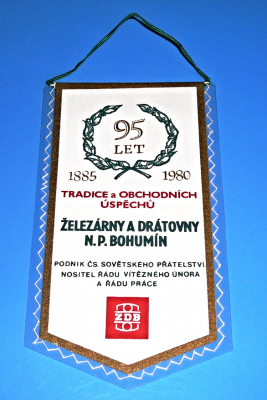 95
LET
1885 1980
TRADICE a OBCHODNÍCH
ÚSPĚCHŮ
ŽELEZÁRNY A DRÁTOVNY
N.P. BOHUMÍN
PODNIK ČS. SOVĚTSKÉHO PŘÁTELSTVÍ
NOSITEL ŘÁDU VÍTĚZNÉHO ÚNORA
A ŘÁDU PRÁCE
ZDB